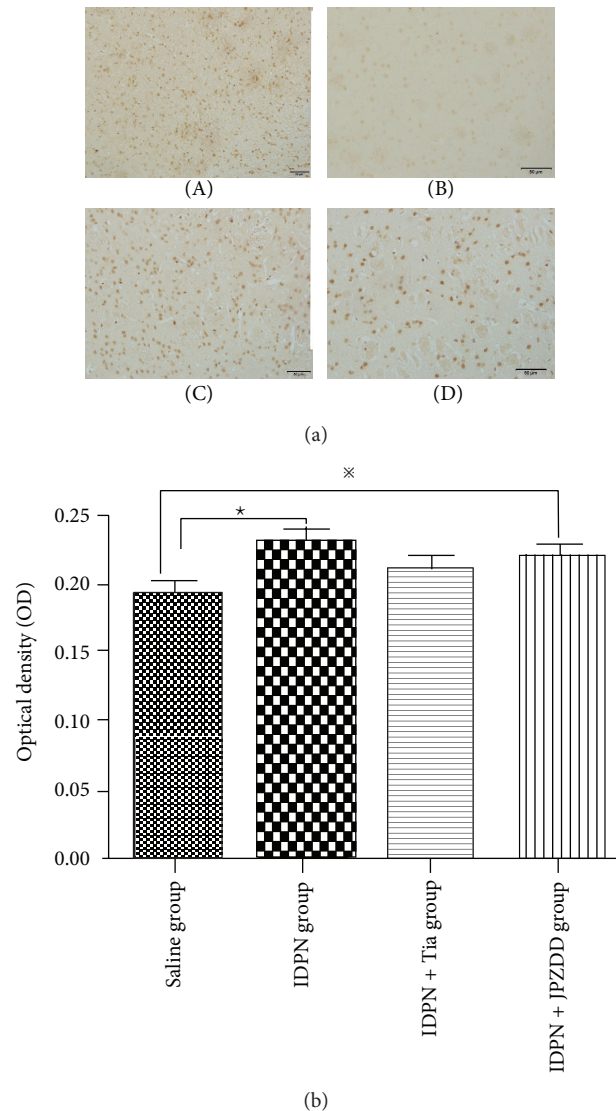 (A)
(B)
50 μm
(C)
(D)
50 μm
(a)
※
*
0.25
0.20
0.15
0.10
0.05
0.00
Optical density (OD)
Saline group
IDPN group
IDPN + Tia group
IDPN + JPZDD group
(b)